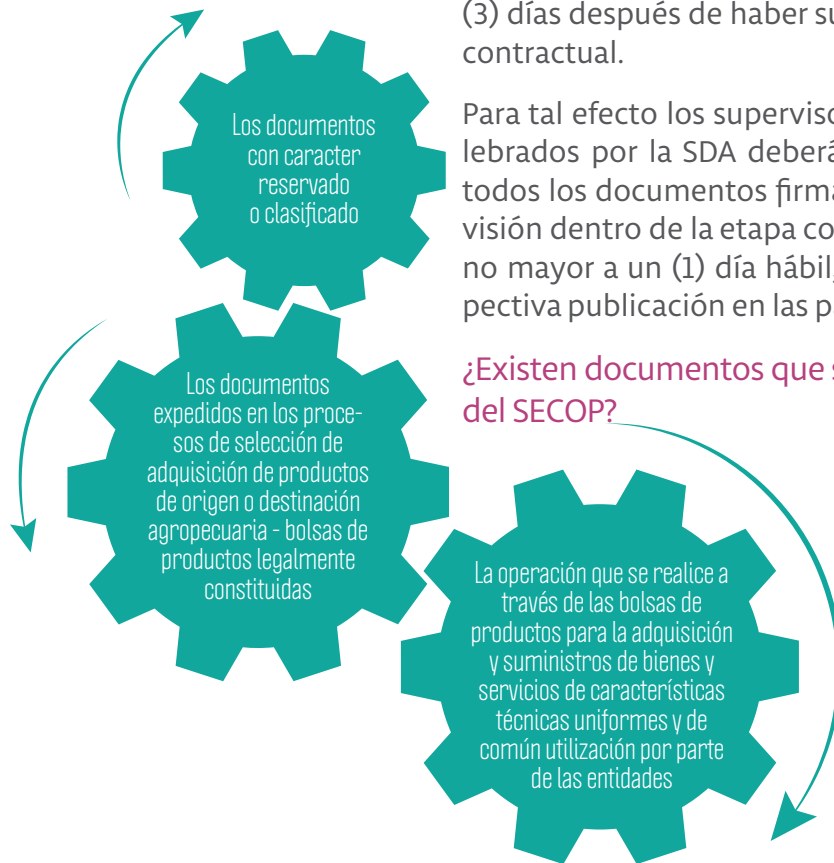 (3) días después de haber su
contractual.
Para tal efecto los superviso
lebrados por la SDA deberá
todos los documentos firma
visión dentro de la etapa co
no mayor a un (1) día hábil,
pectiva publicación en las p
¿Existen documentos que s
del SECOP?
Los documentos
con caracter
reservado
o clasificado
Los documentos
expedidos en los proce-
sos de selección de
adquisición de productos
de origen o destinación
agropecuaria - bolsas de
productos legalmente
constituidas
La operación que se realice a
través de las bolsas de
productos para la adquisición
y suministros de bienes y
servicios de características
técnicas uniformes y de
común utilización por parte
de las entidades